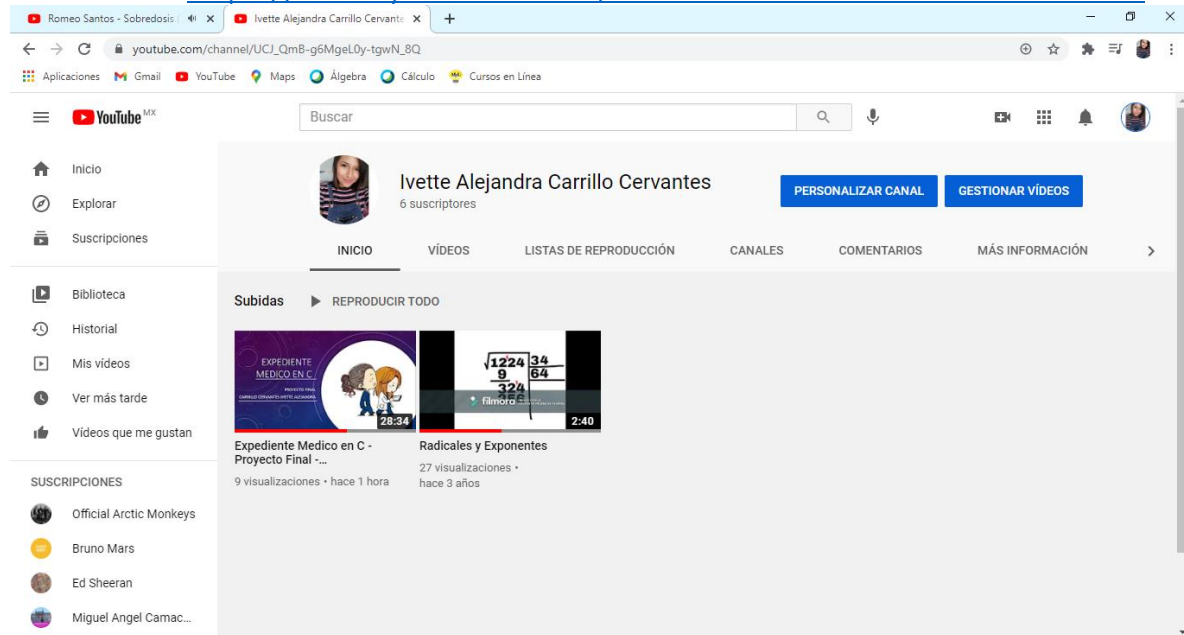 Romeo Santos - Sobredosis
Ivette Alejandra Carrillo Cervante
youtube.com/channel/UCJ_QmB-g6MgeL0y-tgwN_8Q
Aplicaciones Gmail YouTube Maps Álgebra Cálculo Cursos en Línea
YouTube MX
Buscar
Inicio
Explorar
Suscripciones
Biblioteca
Historial
Mis vídeos
Ver más tarde
Vídeos que me gustan
SUSCRIPCIONES
Official Arctic Monkeys
Bruno Mars
Ed Sheeran
Miguel Angel Camac...
Ivette Alejandra Carrillo Cervantes
6 suscriptores
PERSONALIZAR CANAL GESTIONAR VÍDEOS
INICIO VÍDEOS LISTAS DE REPRODUCCIÓN CANALES COMENTARIOS MÁS INFORMACIÓN
Subidas REPRODUCIR TODO
EXPEDIENTE
MEDICO EN C
PROYECTO FINAL
CARRILLO CERVANTES IVETTE ALEJANDRA
28:34
Expediente Medico en C -
Proyecto Final -...
9 visualizaciones • hace 1 hora
√1224 34
9 64
324
256
filmora
2:40
Radicales y Exponentes
27 visualizaciones •
hace 3 años